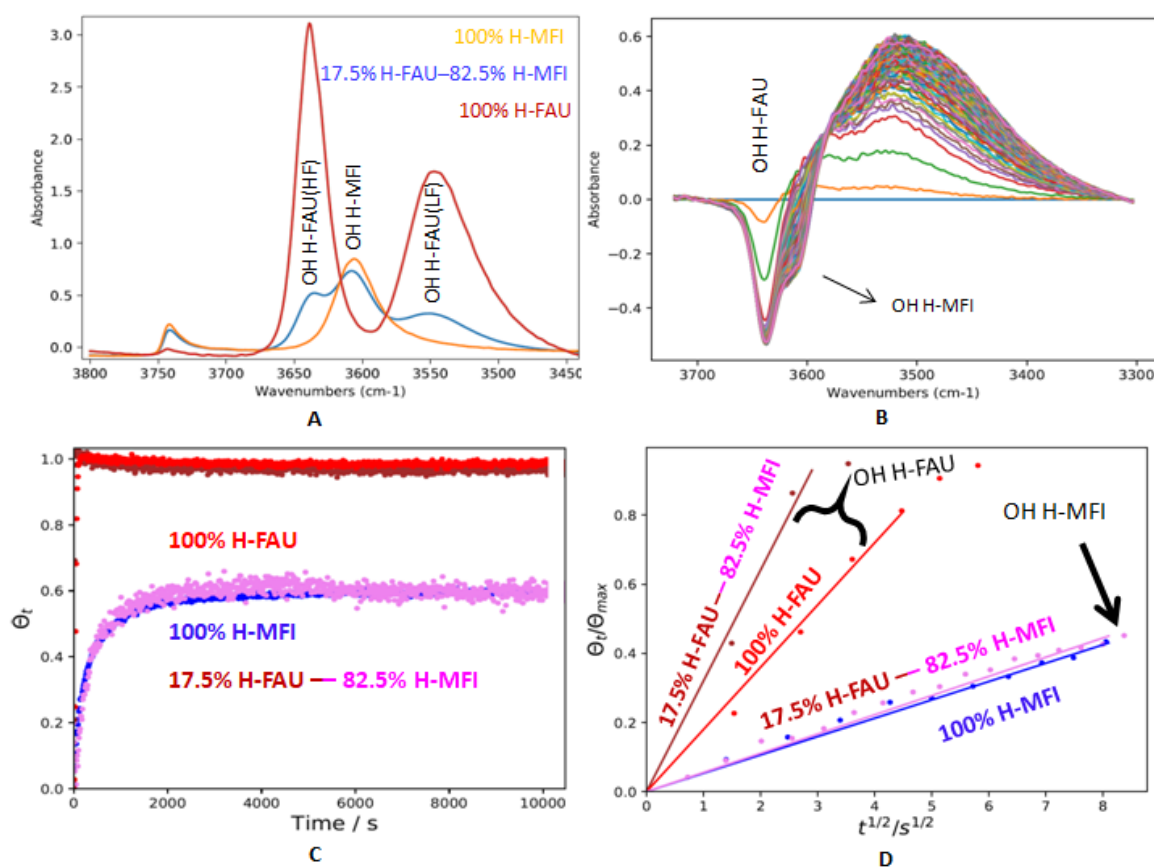 100% H-MFI
17.5% H-FAU–82.5% H-MFI
100% H-FAU
OH H-FAU(HF)
OH H-MFI
OH H-FAU(LF)
Absorbance
3.0
2.5
2.0
1.5
1.0
0.5
0.0
3800 3750 3700 3650 3600 3550 3500 3450
Wavenumbers (cm-1)
A
OH H-FAU
OH H-MFI
Absorbance
0.6
0.4
0.2
0.0
−0.2
−0.4
3700 3600 3500 3400 3300
Wavenumbers (cm-1)
B
100% H-FAU
100% H-MFI
17.5% H-FAU — 82.5% H-MFI
Θt
1.0
0.8
0.6
0.4
0.2
0.0
0 2000 4000 6000 8000 10000
Time / s
C
17.5% H-FAU — 82.5% H-MFI
OH H-FAU
100% H-FAU
OH H-MFI
17.5% H-FAU — 82.5% H-MFI
100% H-MFI
Θt/Θmax
0.8
0.6
0.4
0.2
0.0
0 1 2 3 4 5 6 7 8
t^1/2/s^1/2
D